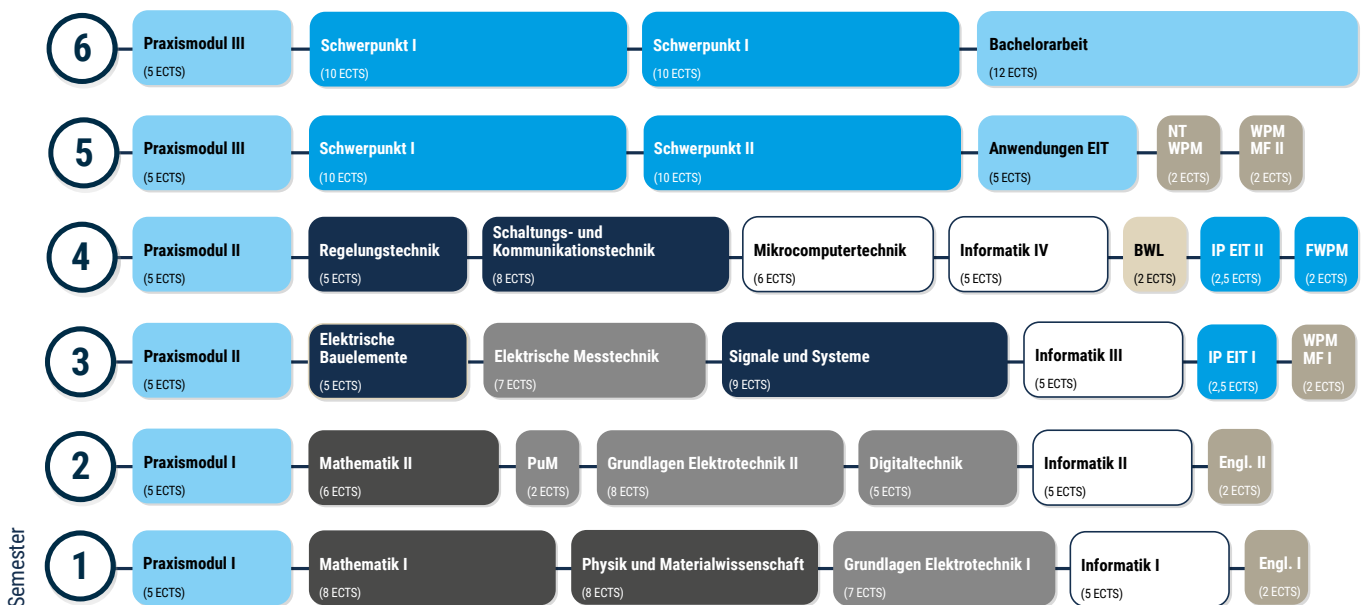 6
Praxismodul III
(5 ECTS)
Schwerpunkt I
(10 ECTS)
Schwerpunkt I
(10 ECTS)
Bachelorarbeit
(12 ECTS)
5
Praxismodul III
(5 ECTS)
Schwerpunkt I
(10 ECTS)
Schwerpunkt II
(10 ECTS)
Anwendungen EIT
(5 ECTS)
NT
WPM
(2 ECTS)
WPM
MF II
(2 ECTS)
4
Praxismodul II
(5 ECTS)
Regelungstechnik
(5 ECTS)
Schaltungs- und
Kommunikationstechnik
(8 ECTS)
Mikrocomputertechnik
(6 ECTS)
Informatik IV
(5 ECTS)
BWL
(2 ECTS)
IP EIT II
(2,5 ECTS)
FWPM
(2 ECTS)
3
Praxismodul II
(5 ECTS)
Elektrische
Bauelemente
(5 ECTS)
Elektrische Messtechnik
(7 ECTS)
Signale und Systeme
(9 ECTS)
Informatik III
(5 ECTS)
IP EIT I
(2,5 ECTS)
WPM
MF I
(2 ECTS)
2
Praxismodul I
(5 ECTS)
Mathematik II
(6 ECTS)
PuM
(2 ECTS)
Grundlagen Elektrotechnik II
(8 ECTS)
Digitaltechnik
(5 ECTS)
Informatik II
(5 ECTS)
Engl. II
(2 ECTS)
Semester
1
Praxismodul I
(5 ECTS)
Mathematik I
(8 ECTS)
Physik und Materialwissenschaft
(8 ECTS)
Grundlagen Elektrotechnik I
(7 ECTS)
Informatik I
(5 ECTS)
Engl. I
(2 ECTS)